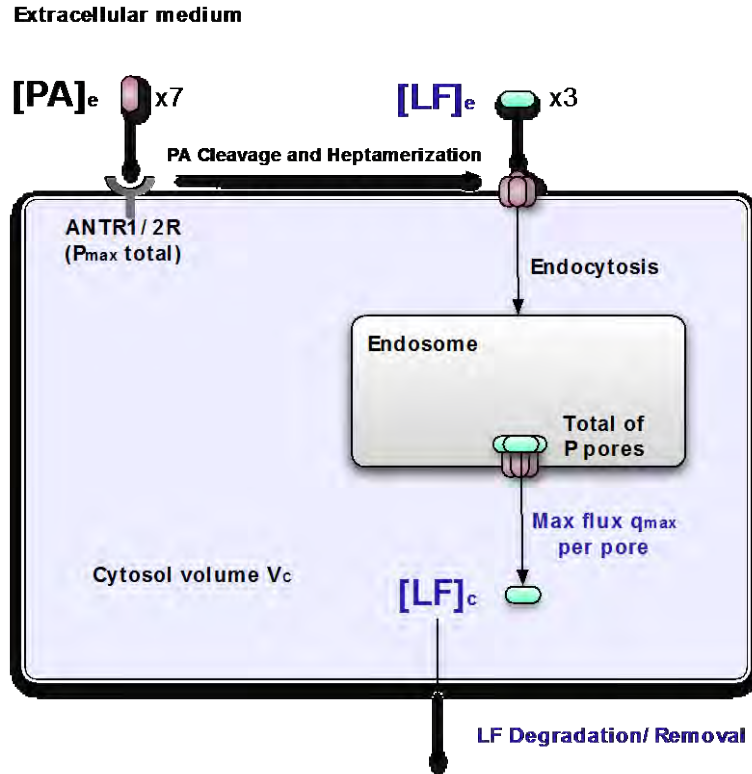 Extracellular medium
[PA]e x7
[LF]e x3
PA Cleavage and Heptamerization
ANTR1/ 2R
(Pmax total)
Endocytosis
Endosome
Total of
P pores
Max flux qmax
per pore
Cytosol volume Vc
[LF]c
LF Degradation/ Removal